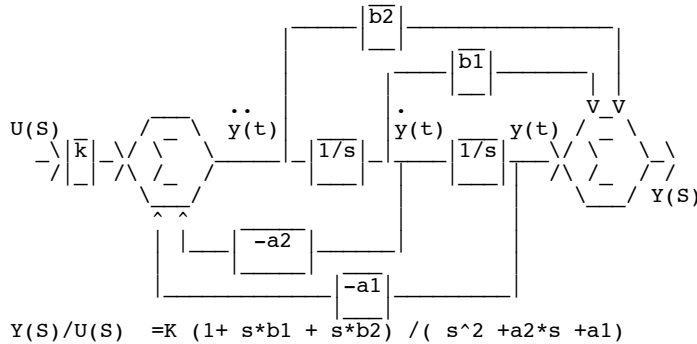 b2
b1
.. .
U(S) y(t) y(t) y(t)
k 1/s 1/s
Y(S)
-a2
-a1
Y(S)/U(S) =K (1+ s*b1 + s*b2) /( s^2 +a2*s +a1)